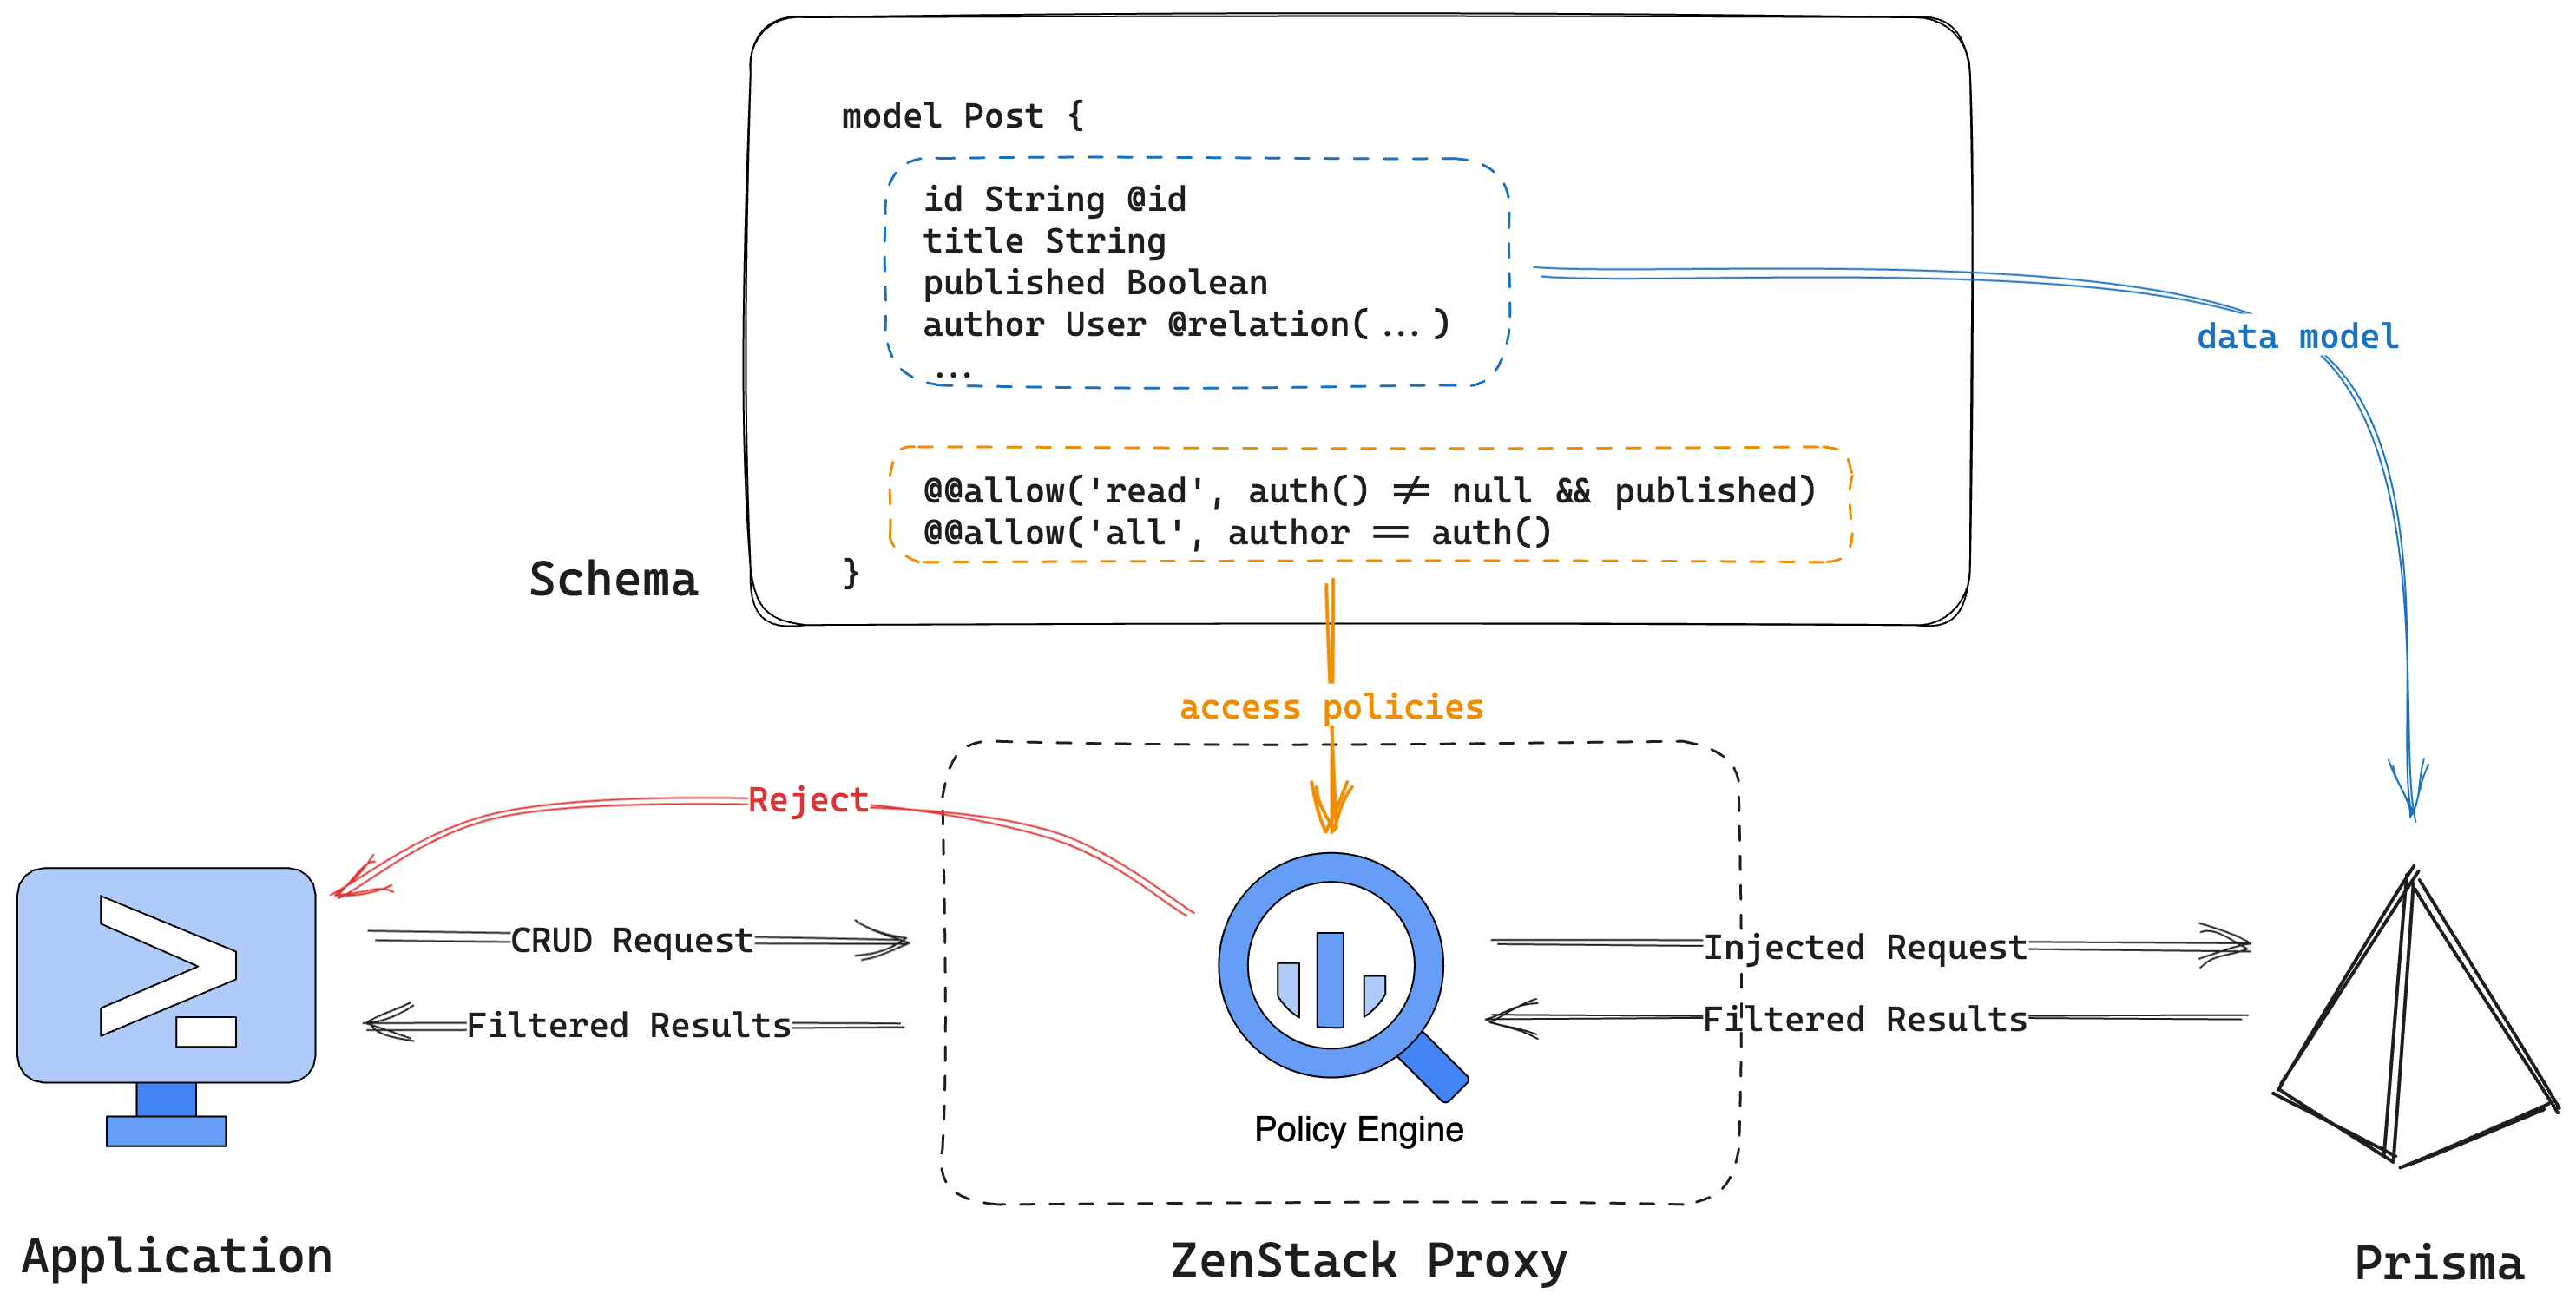 model Post {
id String @id
title String
published Boolean
author User @relation(...)
...
data model
@@allow('read', auth() ≠ null && published)
@@allow('all', author == auth()
}
Schema
access policies
Reject
CRUD Request
Injected Request
Filtered Results
Filtered Results
Policy Engine
Application
ZenStack Proxy
Prisma